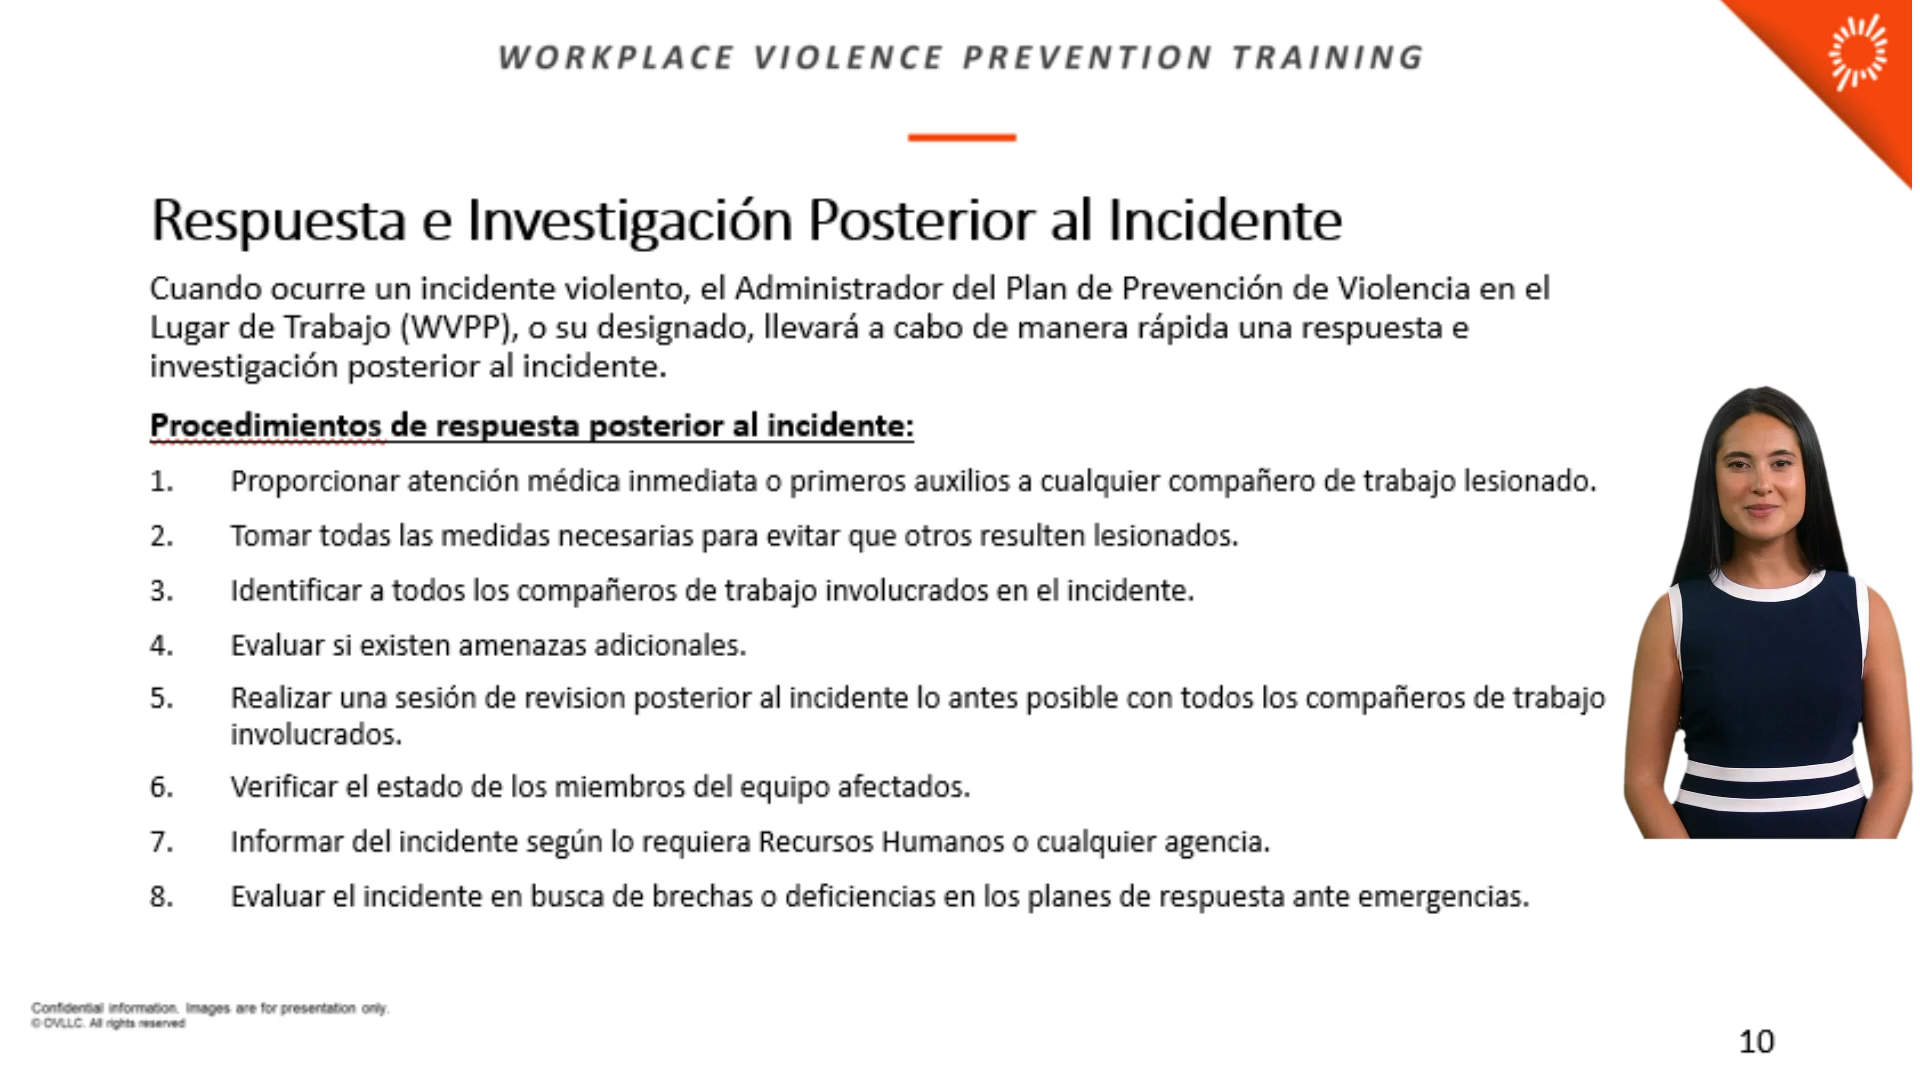 WORKPLACE VIOLENCE PREVENTION TRAINING
Respuesta e Investigación Posterior al Incidente
Cuando ocurre un incidente violento, el Administrador del Plan de Prevención de Violencia en el
Lugar de Trabajo (WVPP), o su designado, llevará a cabo de manera rápida una respuesta e
investigación posterior al incidente.
Procedimientos de respuesta posterior al incidente:
1. Proporcionar atención médica inmediata o primeros auxilios a cualquier compañero de trabajo lesionado.
2. Tomar todas las medidas necesarias para evitar que otros resulten lesionados.
3. Identificar a todos los compañeros de trabajo involucrados en el incidente.
4. Evaluar si existen amenazas adicionales.
5. Realizar una sesión de revision posterior al incidente lo antes posible con todos los compañeros de trabajo
involucrados.
6. Verificar el estado de los miembros del equipo afectados.
7. Informar del incidente según lo requiera Recursos Humanos o cualquier agencia.
8. Evaluar el incidente en busca de brechas o deficiencias en los planes de respuesta ante emergencias.
Confidential information. Images are for presentation only.
© OVLLC. All rights reserved
10